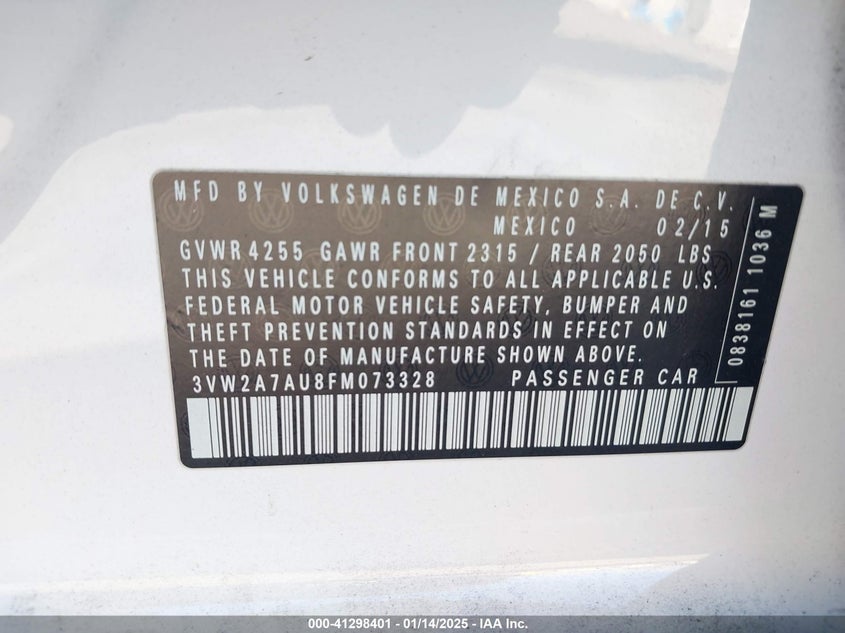 MFD BY VOLKSWAGEN DE MEXICO S.A. DE C.V.
MEXICO 02/15
GVWR 4255 GAWR FRONT 2315 / REAR 2050 LBS
THIS VEHICLE CONFORMS TO ALL APPLICABLE U.S.
FEDERAL MOTOR VEHICLE SAFETY, BUMPER AND
THEFT PREVENTION STANDARDS IN EFFECT ON
THE DATE OF MANUFACTURE SHOWN ABOVE.
3VW2A7AU8FM073328 PASSENGER CAR
0838161 1036 M
000-41298401 - 01/14/2025 - IAA Inc.